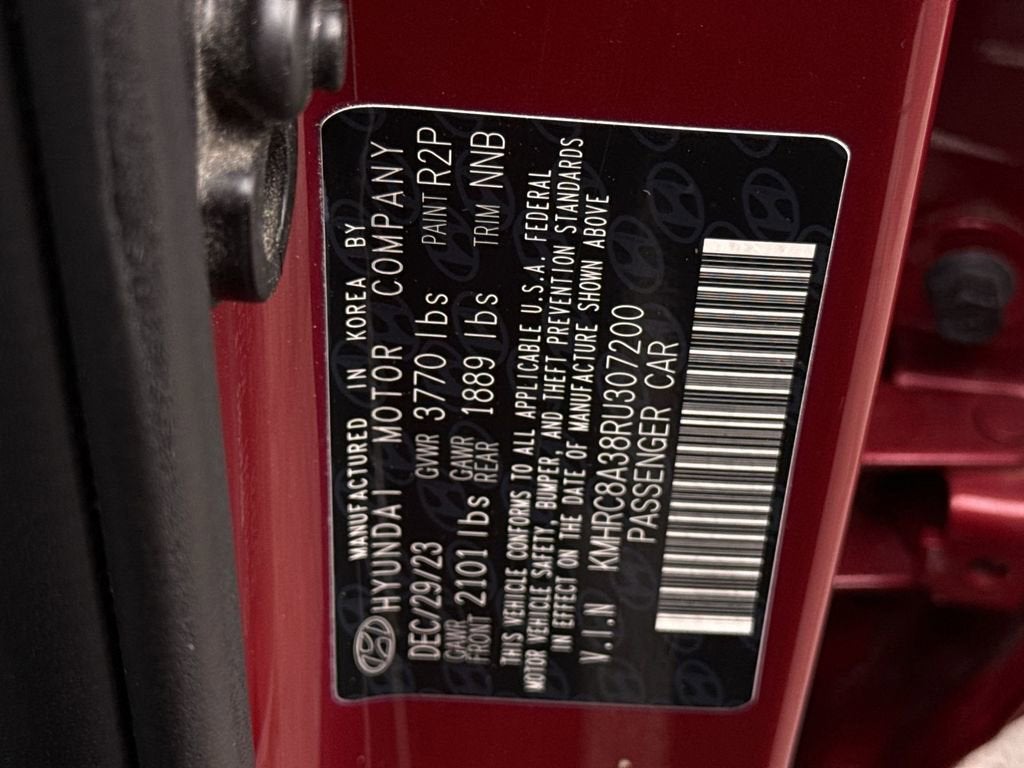 MANUFACTURED IN KOREA BY
HYUNDAI MOTOR COMPANY
DEC/29/23 GVWR 3770 lbs PAINT R2P
GAWR FRONT 2101 lbs GAWR REAR 1889 lbs TRIM NNB
THIS VEHICLE CONFORMS TO ALL APPLICABLE U.S.A. FEDERAL
MOTOR VEHICLE SAFETY, BUMPER, AND THEFT PREVENTION STANDARDS
IN EFFECT ON THE DATE OF MANUFACTURE SHOWN ABOVE
V.I.N KMHRC8A38RU307200
PASSENGER CAR